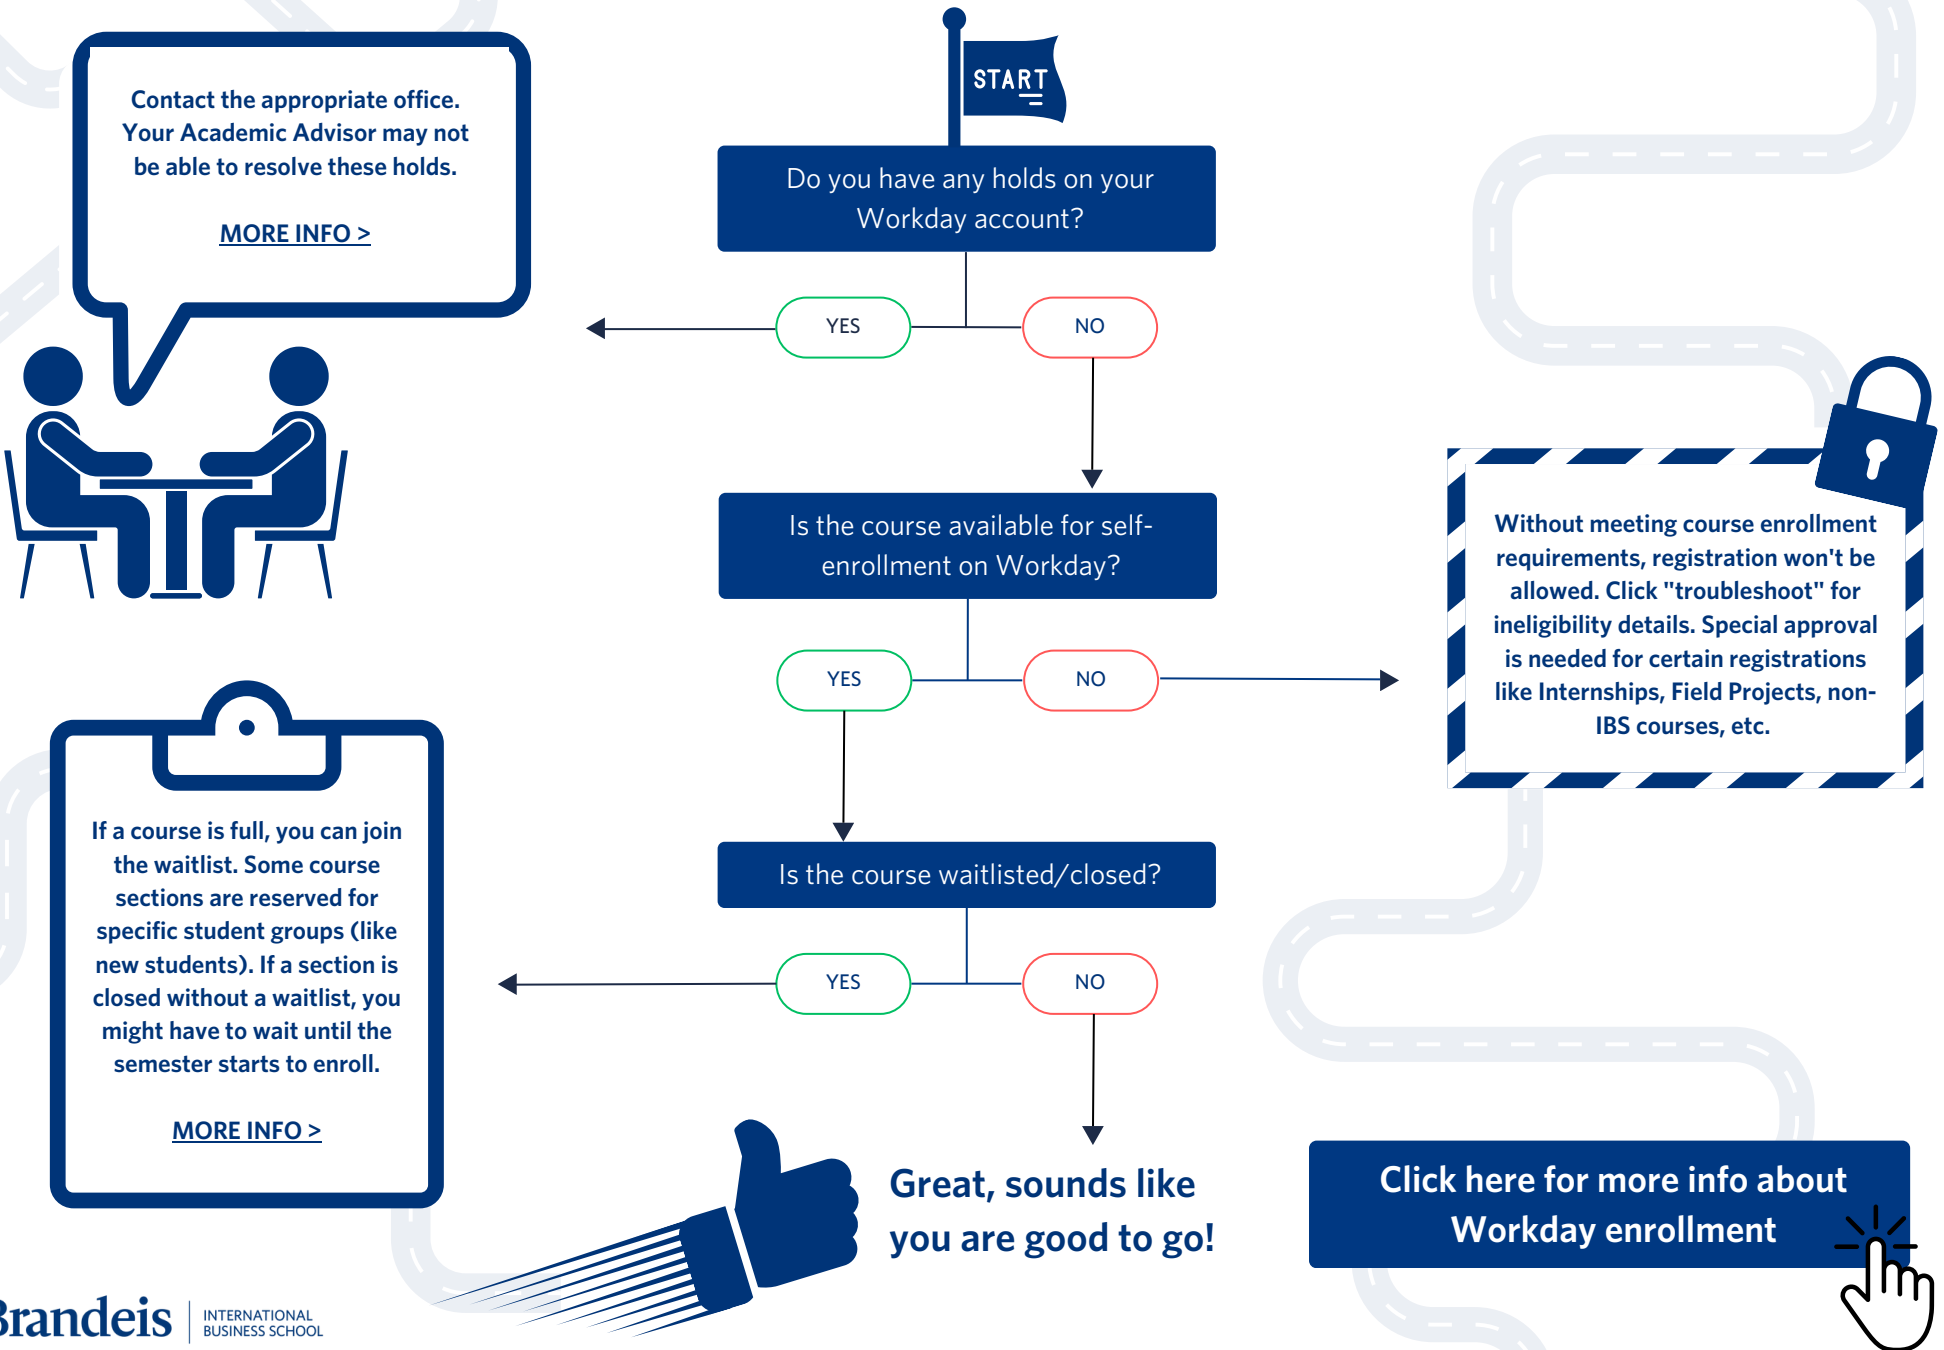 START
Do you have any holds on your
Workday account?
YES
NO
Contact the appropriate office.
Your Academic Advisor may not
be able to resolve these holds.
MORE INFO >
Is the course available for self-
enrollment on Workday?
YES
NO
Without meeting course enrollment
requirements, registration won't be
allowed. Click "troubleshoot" for
ineligibility details. Special approval
is needed for certain registrations
like Internships, Field Projects, non-
IBS courses, etc.
Is the course waitlisted/closed?
YES
NO
If a course is full, you can join
the waitlist. Some course
sections are reserved for
specific student groups (like
new students). If a section is
closed without a waitlist, you
might have to wait until the
semester starts to enroll.
MORE INFO >
Great, sounds like
you are good to go!
Click here for more info about
Workday enrollment
Brandeis
INTERNATIONAL
BUSINESS SCHOOL